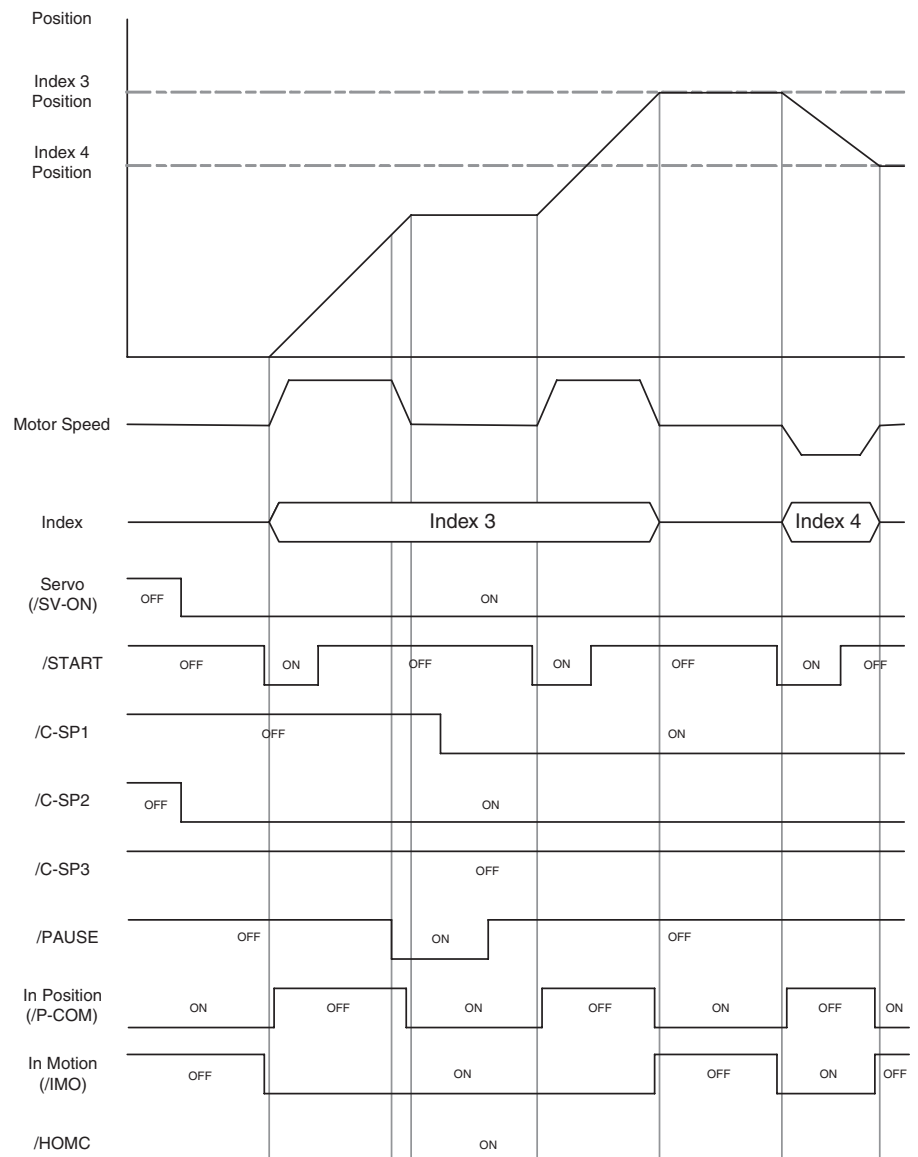 Position
Index 3
Position
Index 4
Position
Motor Speed
Index
Index 3
Index 4
Servo
(/SV-ON)
OFF
ON
/START
OFF
ON
OFF
ON
OFF
ON
OFF
/C-SP1
OFF
ON
/C-SP2
OFF
ON
/C-SP3
OFF
/PAUSE
OFF
ON
OFF
In Position
(/P-COM)
ON
OFF
ON
OFF
ON
OFF
ON
In Motion
(/IMO)
OFF
ON
OFF
ON
OFF
/HOMC
ON